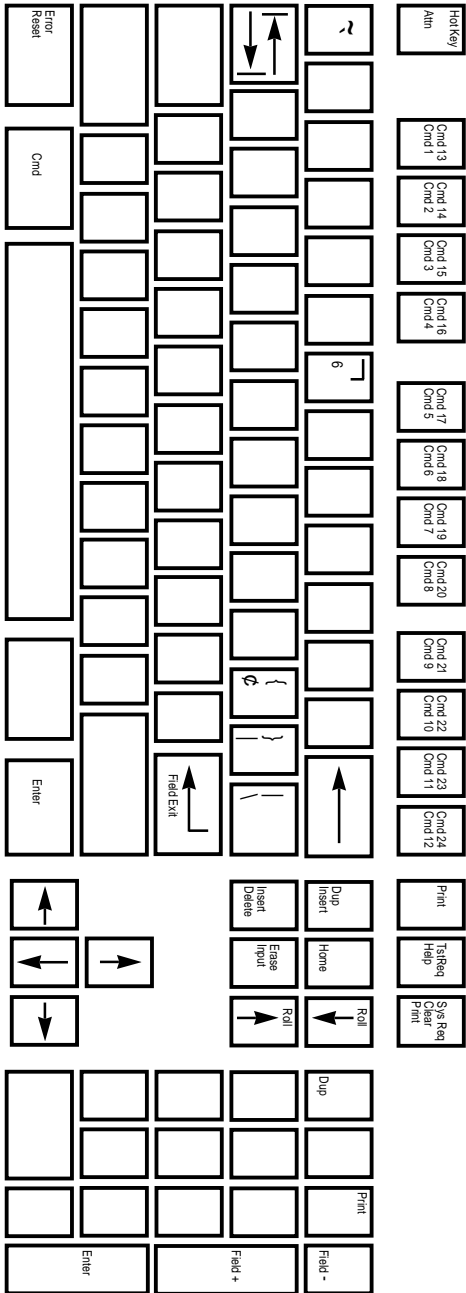 Hot Key
Attn
Cmd 13
Cmd 1
Cmd 14
Cmd 2
Cmd 15
Cmd 3
Cmd 16
Cmd 4
Cmd 17
Cmd 5
Cmd 18
Cmd 6
Cmd 19
Cmd 7
Cmd 20
Cmd 8
Cmd 21
Cmd 9
Cmd 22
Cmd 10
Cmd 23
Cmd 11
Cmd 24
Cmd 12
Print
TstReq
Help
Sys Req
Clear
Print
~
¬
6
Dup
Insert
Home
Roll
Dup
Print
Field -
{
¢
}
|
|
\
Insert
Delete
Erase
Input
Roll
Field Exit
Field +
Error
Reset
Cmd
Enter
Enter